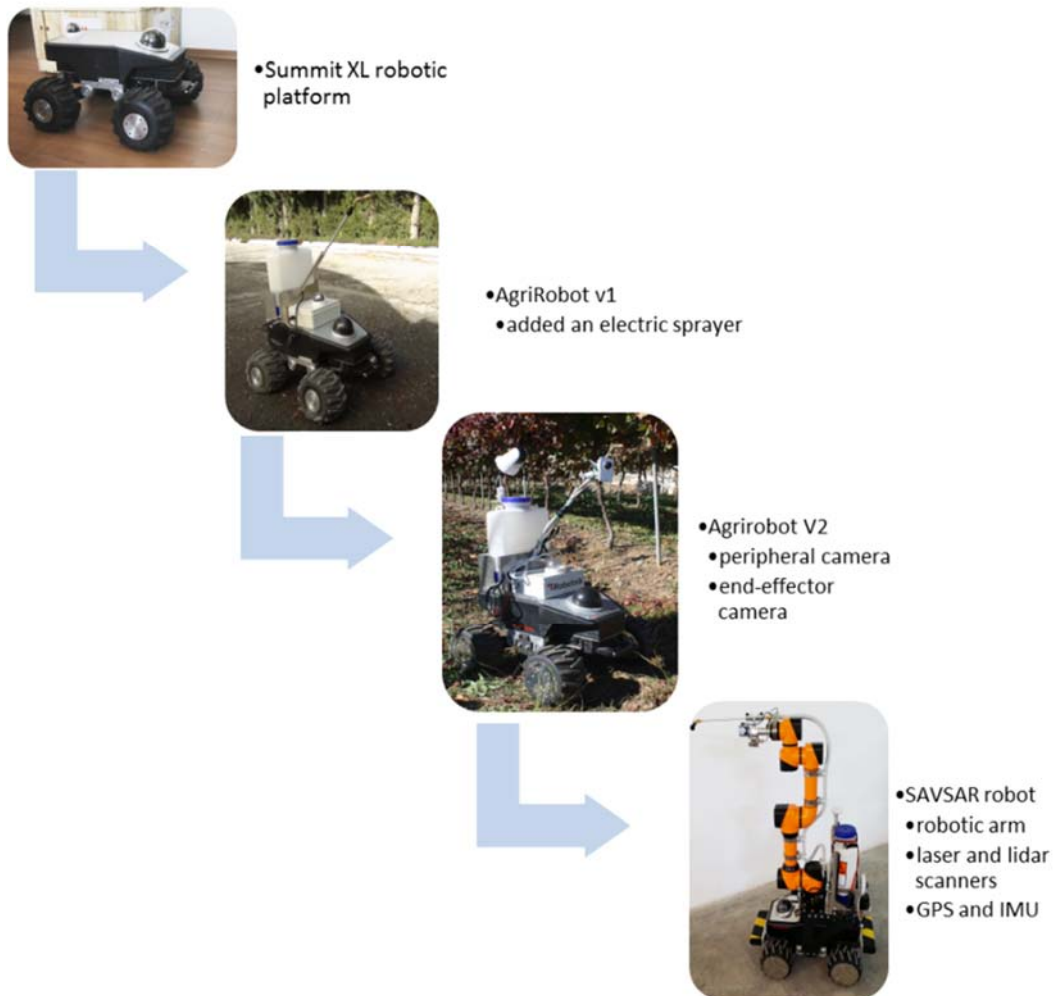 •Summit XL robotic
platform
•AgriRobot v1
•added an electric sprayer
•Agrirobot V2
•peripheral camera
•end-effector
camera
•SAVSAR robot
•robotic arm
•laser and lidar
scanners
•GPS and IMU